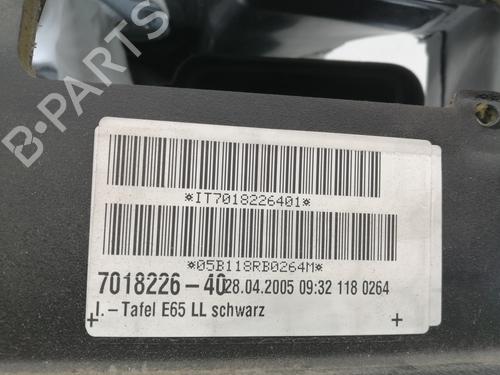 B-PARTS
*IT7018226401*
*05B118RB0264M*
7018226-40 28.04.2005 09:32 118 0264
I.-Tafel E65 LL schwarz